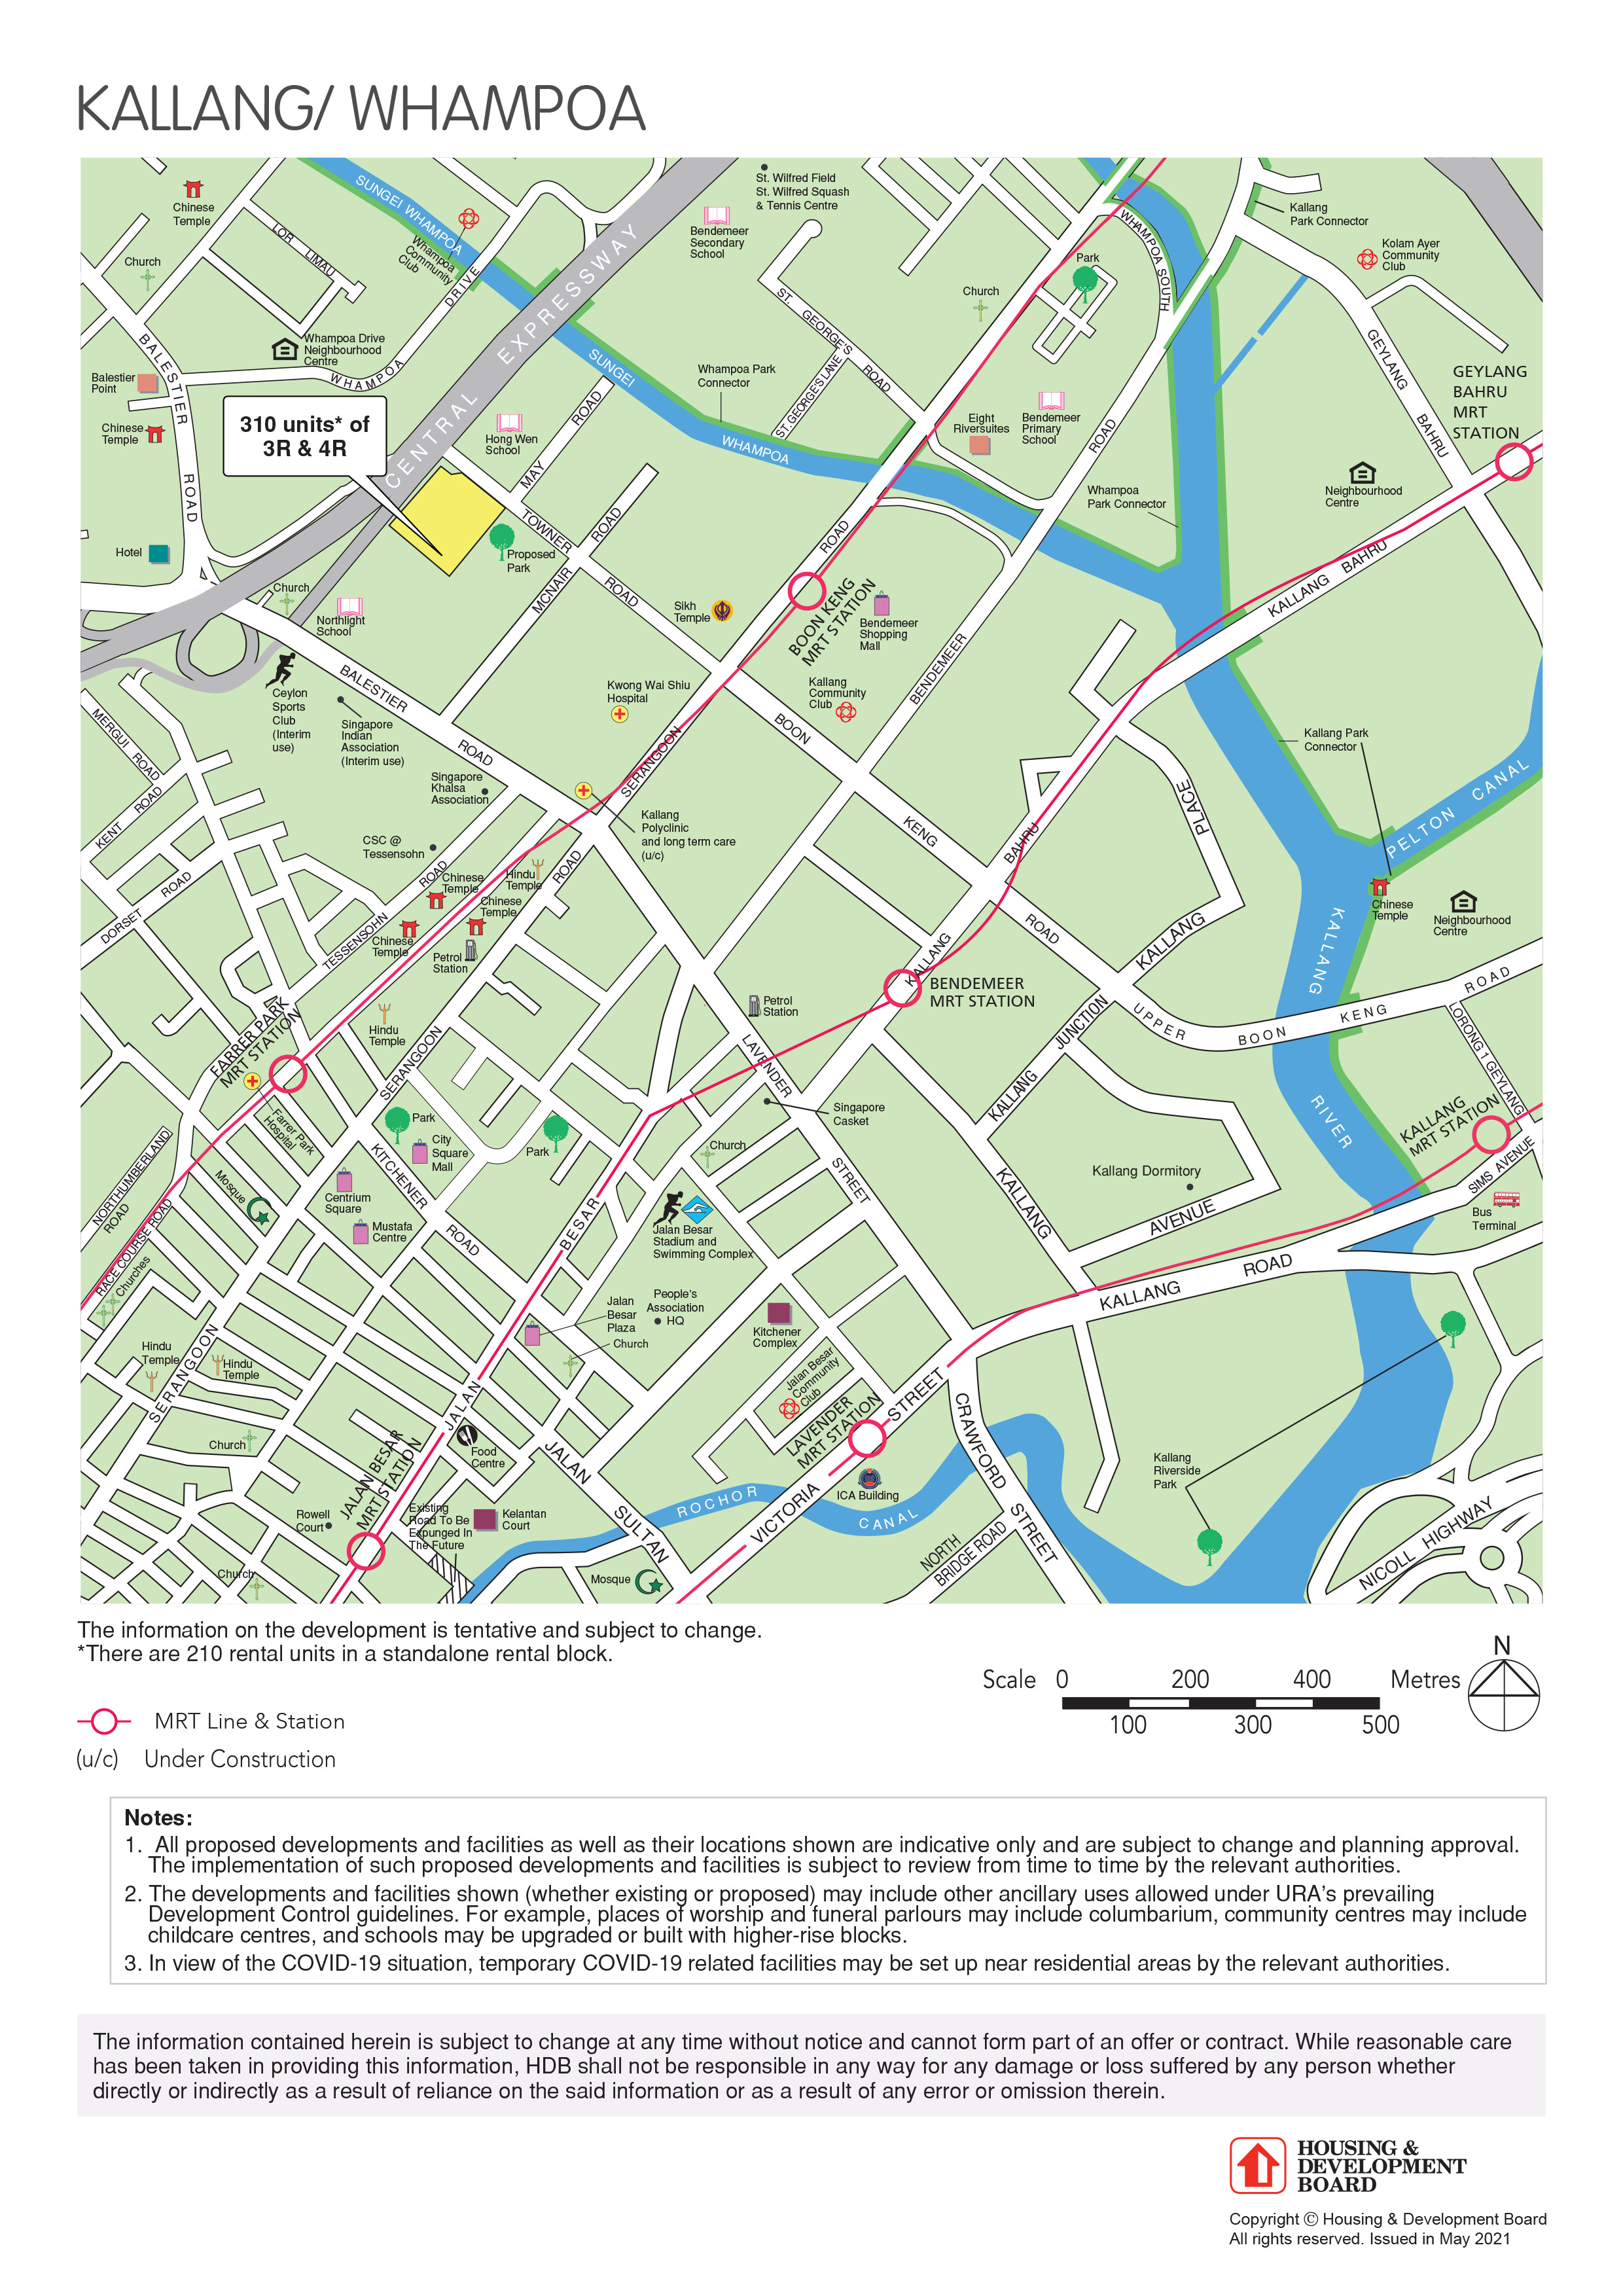 KALLANG/ WHAMPOA
SUNGEI WHAMPOA
Chinese
Temple
Church
LOR LIMAU
Whampoa
Community
Club
DRIVE
Whampoa Drive
Neighbourhood
Centre
WHAMPOA
BALESTIER
ROAD
Balestier
Point
Chinese
Temple
Hotel
310 units* of
3R & 4R
CENTRAL EXPRESSWAY
St. Wilfred Field
St. Wilfred Squash
& Tennis Centre
Bendemeer
Secondary
School
ST. GEORGE'S ROAD
ST. GEORGE'S LANE
SUNGEI
WHAMPOA
Whampoa Park
Connector
Church
Park
WHAMPOA SOUTH
Kallang
Park Connector
Kolam Ayer
Community
Club
GEYLANG
BAHRU
GEYLANG
BAHRU
MRT
STATION
Neighbourhood
Centre
Eight
Riversuites
Bendemeer
Primary
School
ROAD
Whampoa
Park Connector
Hong Wen
School
MAY
ROAD
TOWNER
ROAD
Proposed
Park
MCNAIR
ROAD
Church
Northlight
School
Sikh
Temple
ROAD
BOON KENG
MRT STATION
Bendemeer
Shopping
Mall
KALLANG BAHRU
Ceylon
Sports
Club
(Interim
use)
Singapore
Indian
Association
(Interim use)
BALESTIER
ROAD
Kwong Wai Shiu
Hospital
Kallang
Community
Club
BENDEMEER
MERGUI ROAD
KENT ROAD
DORSET ROAD
Singapore
Khalsa
Association
SERANGOON
BOON
KENG
ROAD
Kallang Park
Connector
PELTON CANAL
PLACE
CSC @
Tessensohn
Kallang
Polyclinic
and long term care
(u/c)
BAHRU
Chinese
Temple
Hindu
Temple
ROAD
Chinese
Temple
Chinese
Temple
TESSENSOHN
ROAD
Petrol
Station
Chinese
Temple
Neighbourhood
Centre
KALLANG
KALLANG
KALLANG
BENDEMEER
MRT STATION
Petrol
Station
UPPER BOON KENG ROAD
LORONG 1 GEYLANG
FARRER PARK
MRT STATION
Hindu
Temple
SERANGOON
LAVENDER
KALLANG
JUNCTION
Singapore
Casket
RIVER
KALLANG
MRT STATION
SIMS AVENUE
Bus
Terminal
Farrer Park
Hospital
Park
City
Square
Mall
Park
Church
NORTHUMBERLAND
ROAD
RACE COURSE ROAD
Mosque
KITCHENER
ROAD
Centrium
Square
Mustafa
Centre
Jalan Besar
Stadium and
Swimming Complex
STREET
KALLANG
Kallang Dormitory
AVENUE
BESAR
Churches
KALLANG ROAD
Jalan
Besar
Plaza
People's
Association
HQ
Church
Kitchener
Complex
Hindu
Temple
Hindu
Temple
SERANGOON
Jalan Besar
Community
Club
LAVENDER
MRT STATION
STREET
CRAWFORD
STREET
JALAN
Church
JALAN BESAR
MRT STATION
Food
Centre
JALAN
SULTAN
Kallang
Riverside
Park
ICA Building
ROCHOR
CANAL
VICTORIA
Rowell
Court
Existing
Road To Be
Expunged In
The Future
Kelantan
Court
Church
Mosque
NORTH
BRIDGE ROAD
NICOLL HIGHWAY
The information on the development is tentative and subject to change.
*There are 210 rental units in a standalone rental block.
N
Scale 0 200 400 Metres
100 300 500
MRT Line & Station
(u/c) Under Construction
Notes:
1. All proposed developments and facilities as well as their locations shown are indicative only and are subject to change and planning approval.
The implementation of such proposed developments and facilities is subject to review from time to time by the relevant authorities.
2. The developments and facilities shown (whether existing or proposed) may include other ancillary uses allowed under URA's prevailing
Development Control guidelines. For example, places of worship and funeral parlours may include columbarium, community centres may include
childcare centres, and schools may be upgraded or built with higher-rise blocks.
3. In view of the COVID-19 situation, temporary COVID-19 related facilities may be set up near residential areas by the relevant authorities.
The information contained herein is subject to change at any time without notice and cannot form part of an offer or contract. While reasonable care
has been taken in providing this information, HDB shall not be responsible in any way for any damage or loss suffered by any person whether
directly or indirectly as a result of reliance on the said information or as a result of any error or omission therein.
HOUSING &
DEVELOPMENT
BOARD
Copyright © Housing & Development Board
All rights reserved. Issued in May 2021